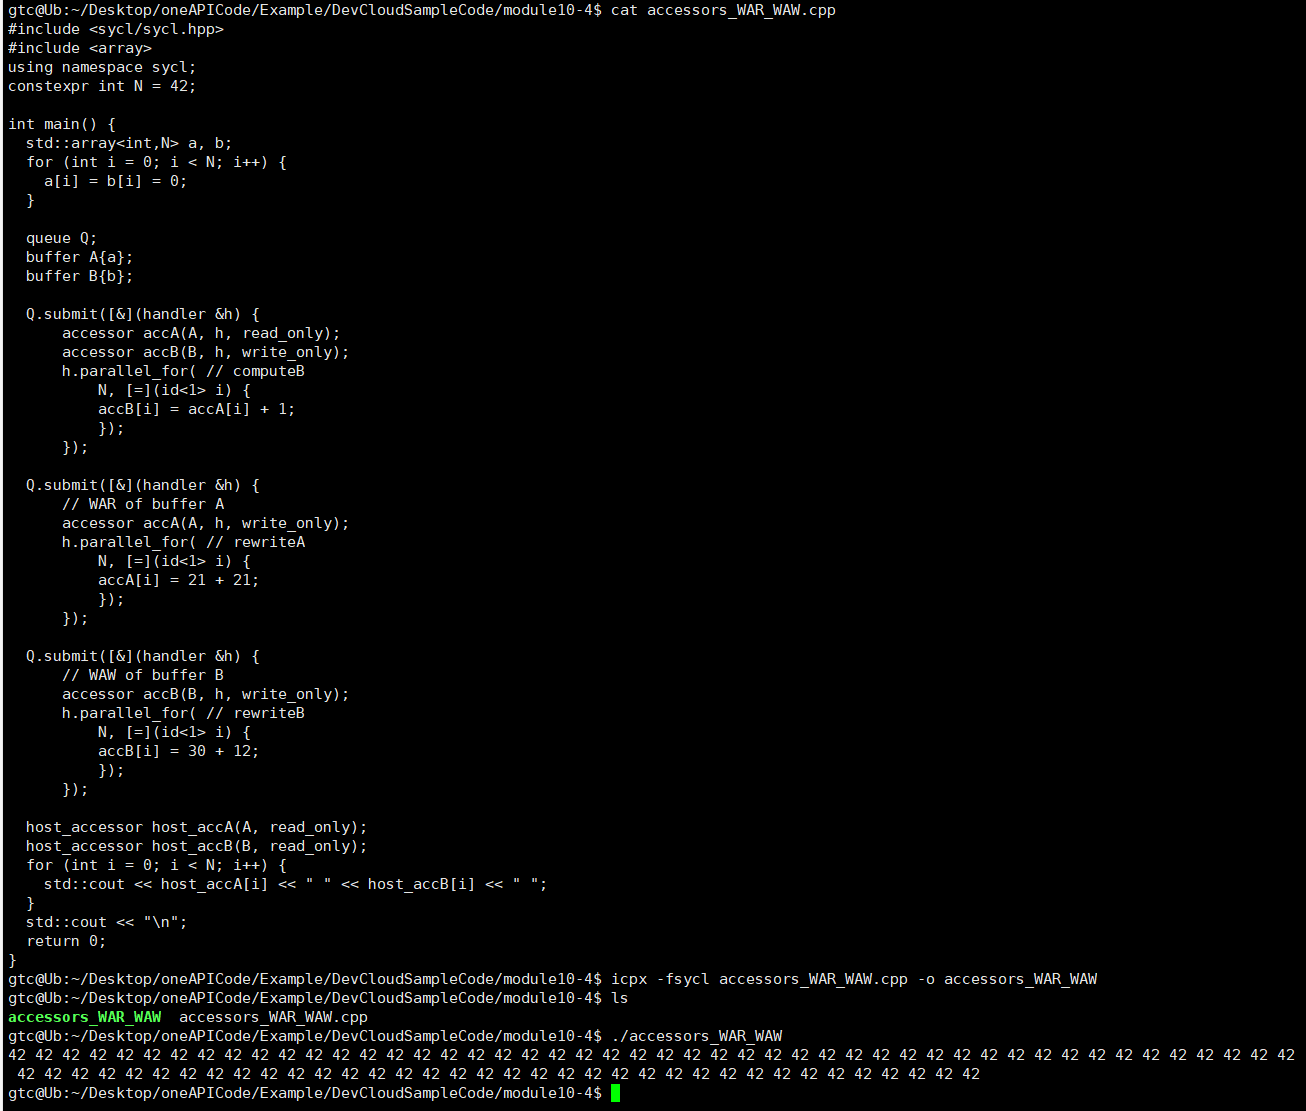 gtc@Ub:~/Desktop/oneAPICode/Example/DevCloudSampleCode/module10-4$ cat accessors_WAR_WAW.cpp
#include <sycl/sycl.hpp>
#include <array>
using namespace sycl;
constexpr int N = 42;

int main() {
  std::array<int,N> a, b;
  for (int i = 0; i < N; i++) {
    a[i] = b[i] = 0;
  }

  queue Q;
  buffer A{a};
  buffer B{b};

  Q.submit([&](handler &h) {
      accessor accA(A, h, read_only);
      accessor accB(B, h, write_only);
      h.parallel_for( // computeB
          N, [=](id<1> i) {
          accB[i] = accA[i] + 1;
          });
      });

  Q.submit([&](handler &h) {
      // WAR of buffer A
      accessor accA(A, h, write_only);
      h.parallel_for( // rewriteA
          N, [=](id<1> i) {
          accA[i] = 21 + 21;
          });
      });

  Q.submit([&](handler &h) {
      // WAW of buffer B
      accessor accB(B, h, write_only);
      h.parallel_for( // rewriteB
          N, [=](id<1> i) {
          accB[i] = 30 + 12;
          });
      });

  host_accessor host_accA(A, read_only);
  host_accessor host_accB(B, read_only);
  for (int i = 0; i < N; i++) {
    std::cout << host_accA[i] << " " << host_accB[i] << " ";
  }
  std::cout << "\n";
  return 0;
}
gtc@Ub:~/Desktop/oneAPICode/Example/DevCloudSampleCode/module10-4$ icpx -fsycl accessors_WAR_WAW.cpp -o accessors_WAR_WAW
gtc@Ub:~/Desktop/oneAPICode/Example/DevCloudSampleCode/module10-4$ ls
accessors_WAR_WAW  accessors_WAR_WAW.cpp
gtc@Ub:~/Desktop/oneAPICode/Example/DevCloudSampleCode/module10-4$ ./accessors_WAR_WAW
42 42 42 42 42 42 42 42 42 42 42 42 42 42 42 42 42 42 42 42 42 42 42 42 42 42 42 42 42 42 42 42 42 42 42 42 42 42 42 42 42 42 42 42 42 42 42 42
 42 42 42 42 42 42 42 42 42 42 42 42 42 42 42 42 42 42 42 42 42 42 42 42 42 42 42 42 42 42 42 42 42 42 42 42
gtc@Ub:~/Desktop/oneAPICode/Example/DevCloudSampleCode/module10-4$